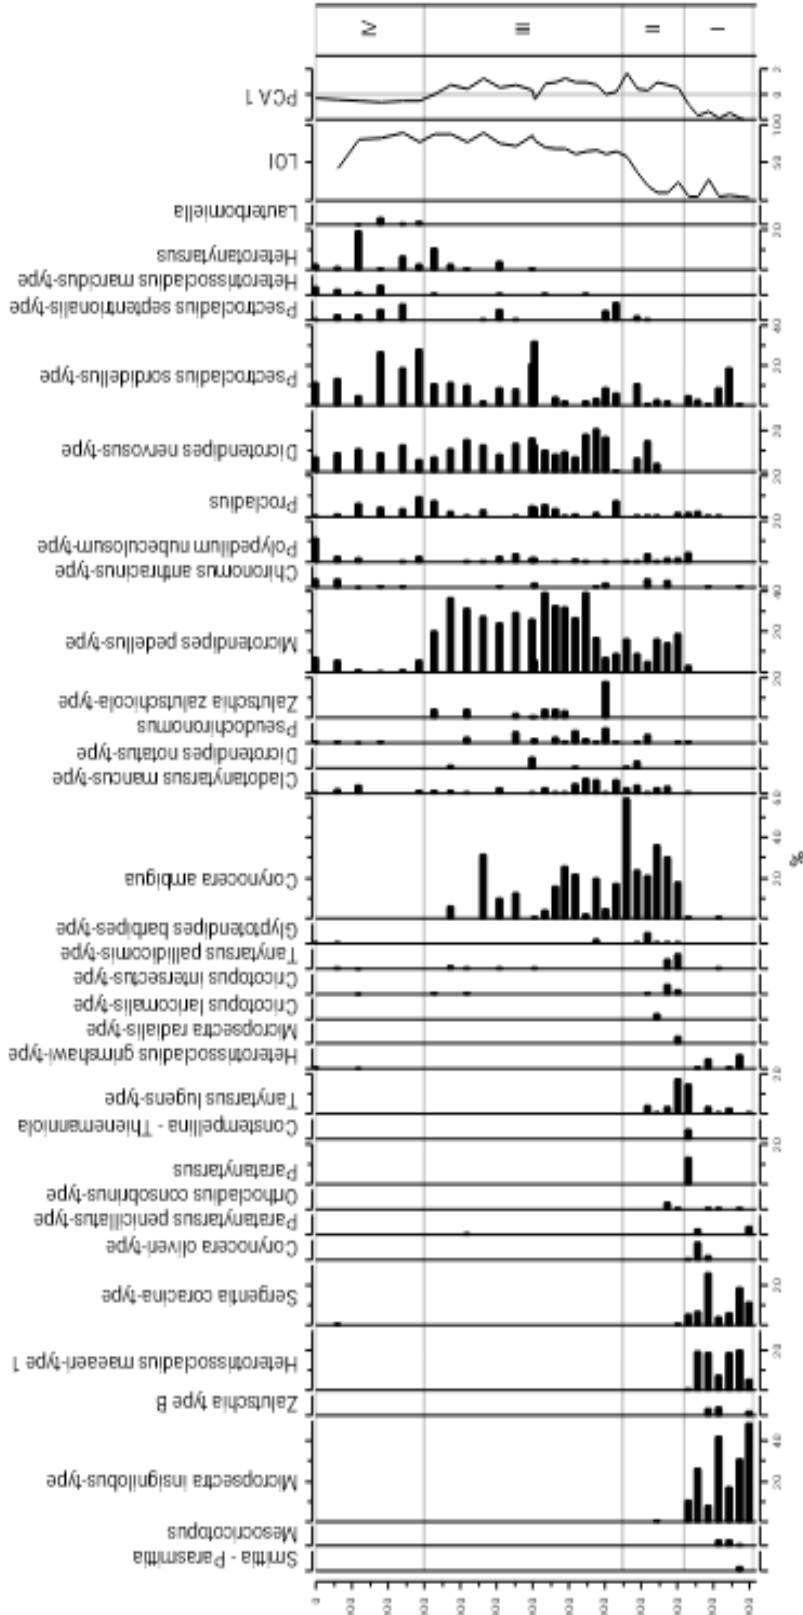 IV
III
II
I
PCA 1
LOI
Lauterborniella
Heterotanytarsus
Heterotrissocladius marcidus-type
Psectrocladius septentrionalis-type
Psectrocladius sordidellus-type
Dicrotendipes nervosus-type
Procladius
Polypedilum nubeculosum-type
Chironomus anthracinus-type
Microtendipes pedellus-type
Zalutschia zalutschicola-type
Pseudochironomus
Dicrotendipes notatus-type
Cladotanytarsus mancus-type
Corynocera ambigua
Glyptotendipes barbipes-type
Tanytarsus pallidicornis-type
Cricotopus intersectus-type
Cricotopus laricomalis-type
Micropsectra radialis-type
Heterotrissocladius grimshawi-type
Tanytarsus lugens-type
Constempellina - Thienemanniola
Paratanytarsus
Orthocladius consobrinus-type
Paratanytarsus penicillatus-type
Corynocera oliveri-type
Sergentia coracina-type
Heterotrissocladius maeaeri-type 1
Zalutschia type B
Micropsectra insignilobus-type
Mesocricotopus
Smittia - Parasmittia
%